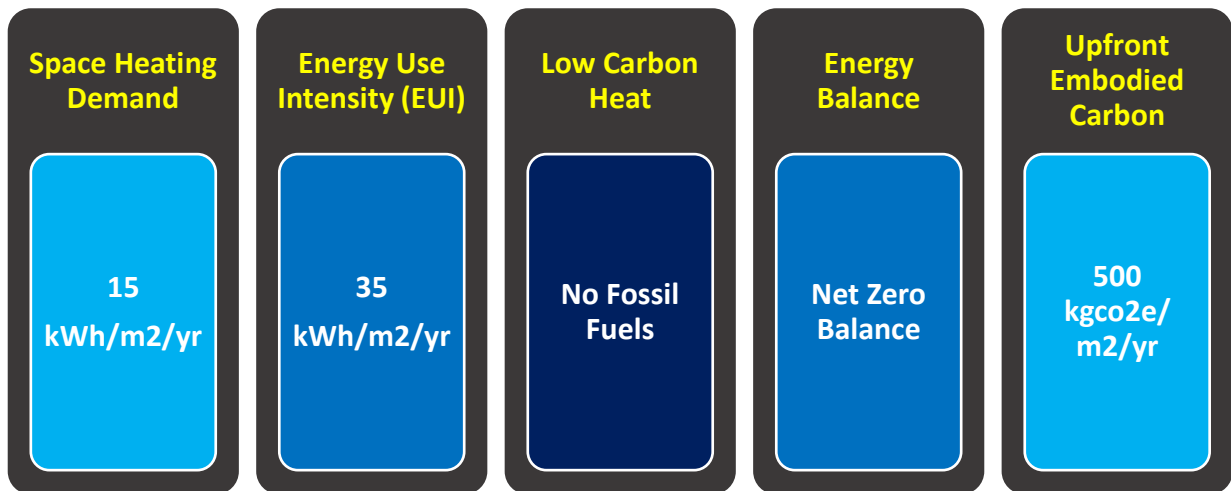 Space Heating
Demand
15
kWh/m2/yr
Energy Use
Intensity (EUI)
35
kWh/m2/yr
Low Carbon
Heat
No Fossil
Fuels
Energy
Balance
Net Zero
Balance
Upfront
Embodied
Carbon
500
kgco2e/
m2/yr